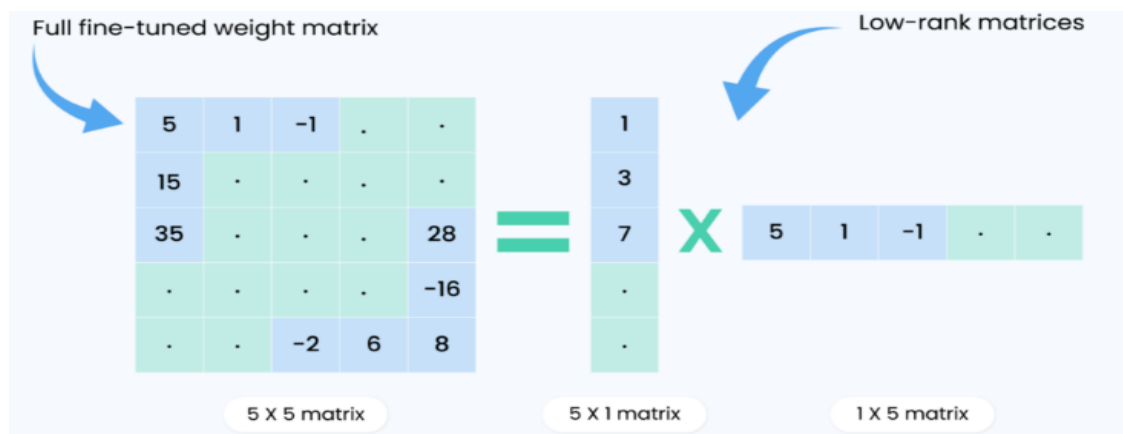 Full fine-tuned weight matrix
Low-rank matrices
5 1 -1 . .
15 . . . .
35 . . . 28
. . . . -16
. . -2 6 8
=
1
3
7
.
.
X
5 1 -1 . .
5 X 5 matrix
5 X 1 matrix
1 X 5 matrix